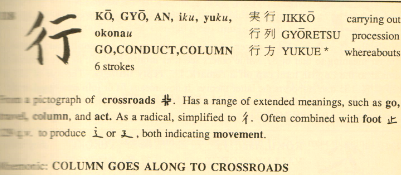 行 KŌ, GYŌ, AN, iku, yuku,
okonau
GO, CONDUCT, COLUMN
6 strokes
実行 JIKKŌ carrying out
行列 GYŌRETSU procession
行方 YUKUE * whereabouts
a pictograph of crossroads 
. Has a range of extended meanings, such as go,
column, and act. As a radical, simplified to 彳. Often combined with foot 止
q.v. to produce 辶 or , both indicating movement.
COLUMN GOES ALONG TO CROSSROADS